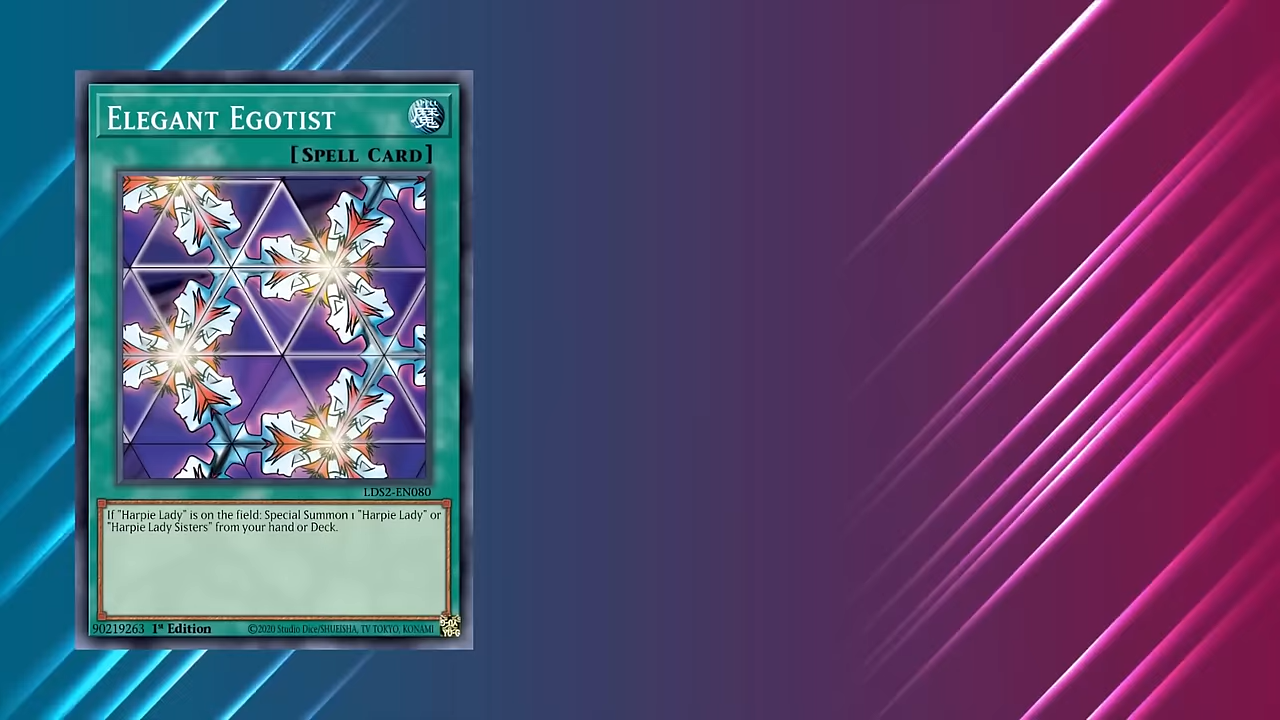 ELEGANT EGOTIST
魔
[SPELL CARD]
LDS2-EN080
If "Harpie Lady" is on the field: Special Summon 1 "Harpie Lady" or
"Harpie Lady Sisters" from your hand or Deck.
90219263 1st Edition ©2020 Studio Dice/SHUEISHA, TV TOKYO, KONAMI